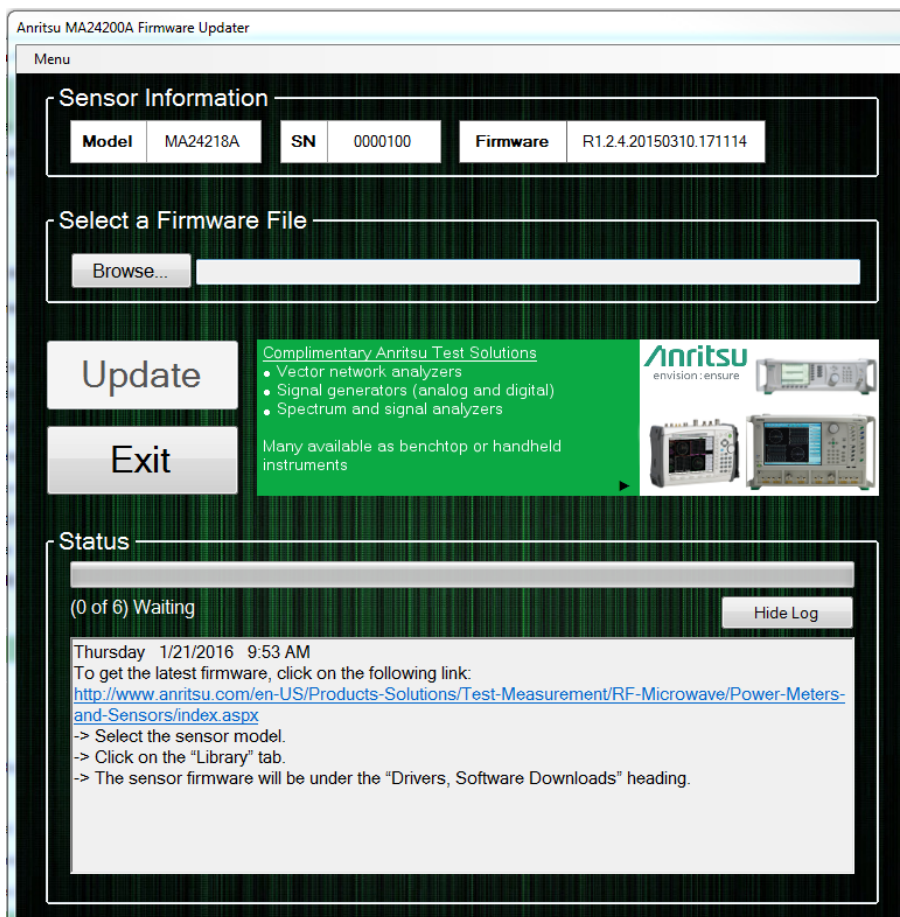 Anritsu MA24200A Firmware Updater
Menu
Sensor Information
Model MA24218A SN 0000100 Firmware R1.2.4.20150310.171114
Select a Firmware File
Browse...
Update
Exit
Complimentary Anritsu Test Solutions
● Vector network analyzers
● Signal generators (analog and digital)
● Spectrum and signal analyzers
Many available as benchtop or handheld
instruments
Anritsu
envision : ensure
Status
(0 of 6) Waiting
Hide Log
Thursday 1/21/2016 9:53 AM
To get the latest firmware, click on the following link:
http://www.anritsu.com/en-US/Products-Solutions/Test-Measurement/RF-Microwave/Power-Meters-
and-Sensors/index.aspx
-> Select the sensor model.
-> Click on the “Library” tab.
-> The sensor firmware will be under the “Drivers, Software Downloads” heading.